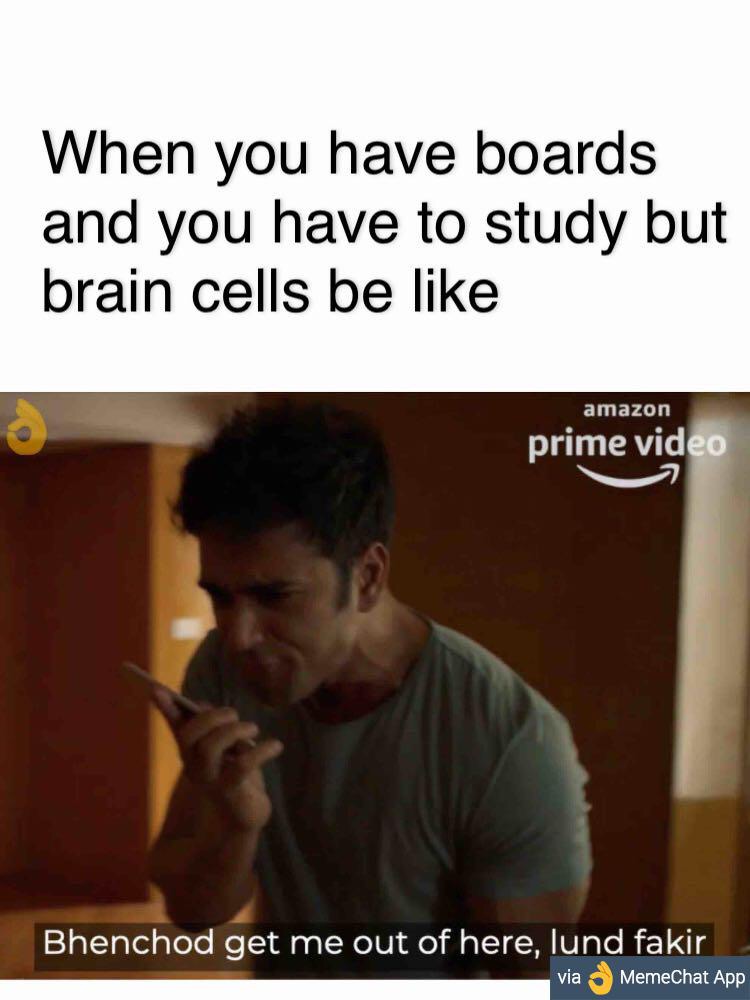 When you have boards
and you have to study but
brain cells be like
amazon
prime video
Bhenchod get me out of here, lund fakir
via 👌 MemeChat App